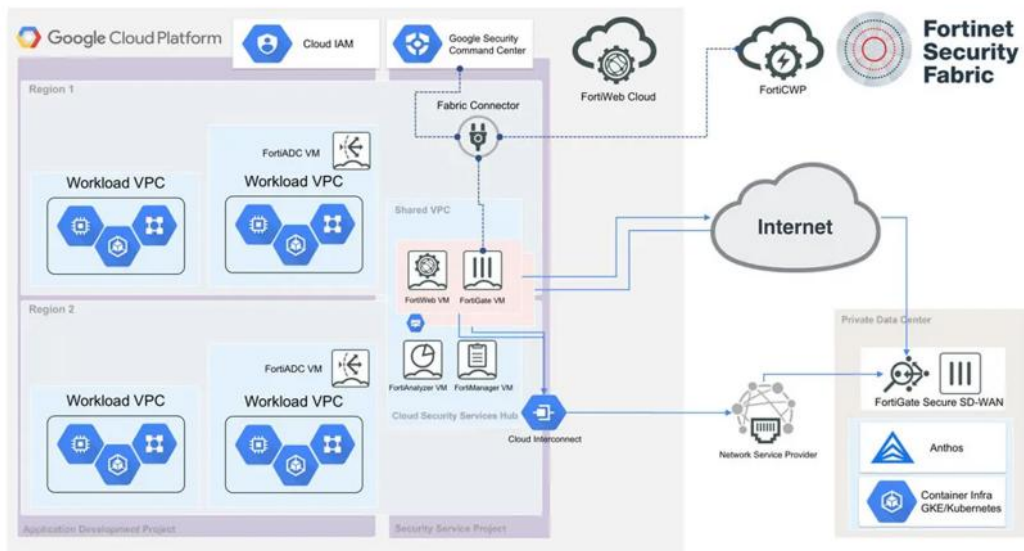 Google Cloud Platform
Cloud IAM
Google Security
Command Center
FortiWeb Cloud
FortiCWP
Fortinet
Security
Fabric
Region 1
Fabric Connector
FortiADC VM
Workload VPC
Workload VPC
Shared VPC
Internet
FortiWeb VM
FortiGate VM
Region 2
FortiADC VM
Workload VPC
Workload VPC
FortiAnalyzer VM
FortiManager VM
Cloud Security Services Hub
Cloud Interconnect
Network Service Provider
Private Data Center
FortiGate Secure SD-WAN
Anthos
Container Infra
GKE/Kubernetes
Application Development Project
Security Service Project